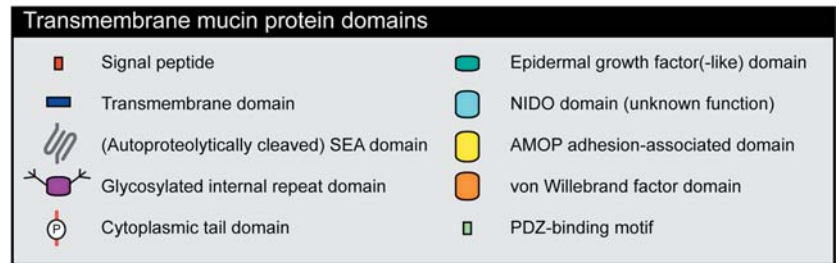 Transmembrane mucin protein domains
Signal peptide
Transmembrane domain
(Autoproteolytically cleaved) SEA domain
Glycosylated internal repeat domain
P
Cytoplasmic tail domain
Epidermal growth factor(-like) domain
NIDO domain (unknown function)
AMOP adhesion-associated domain
von Willebrand factor domain
PDZ-binding motif